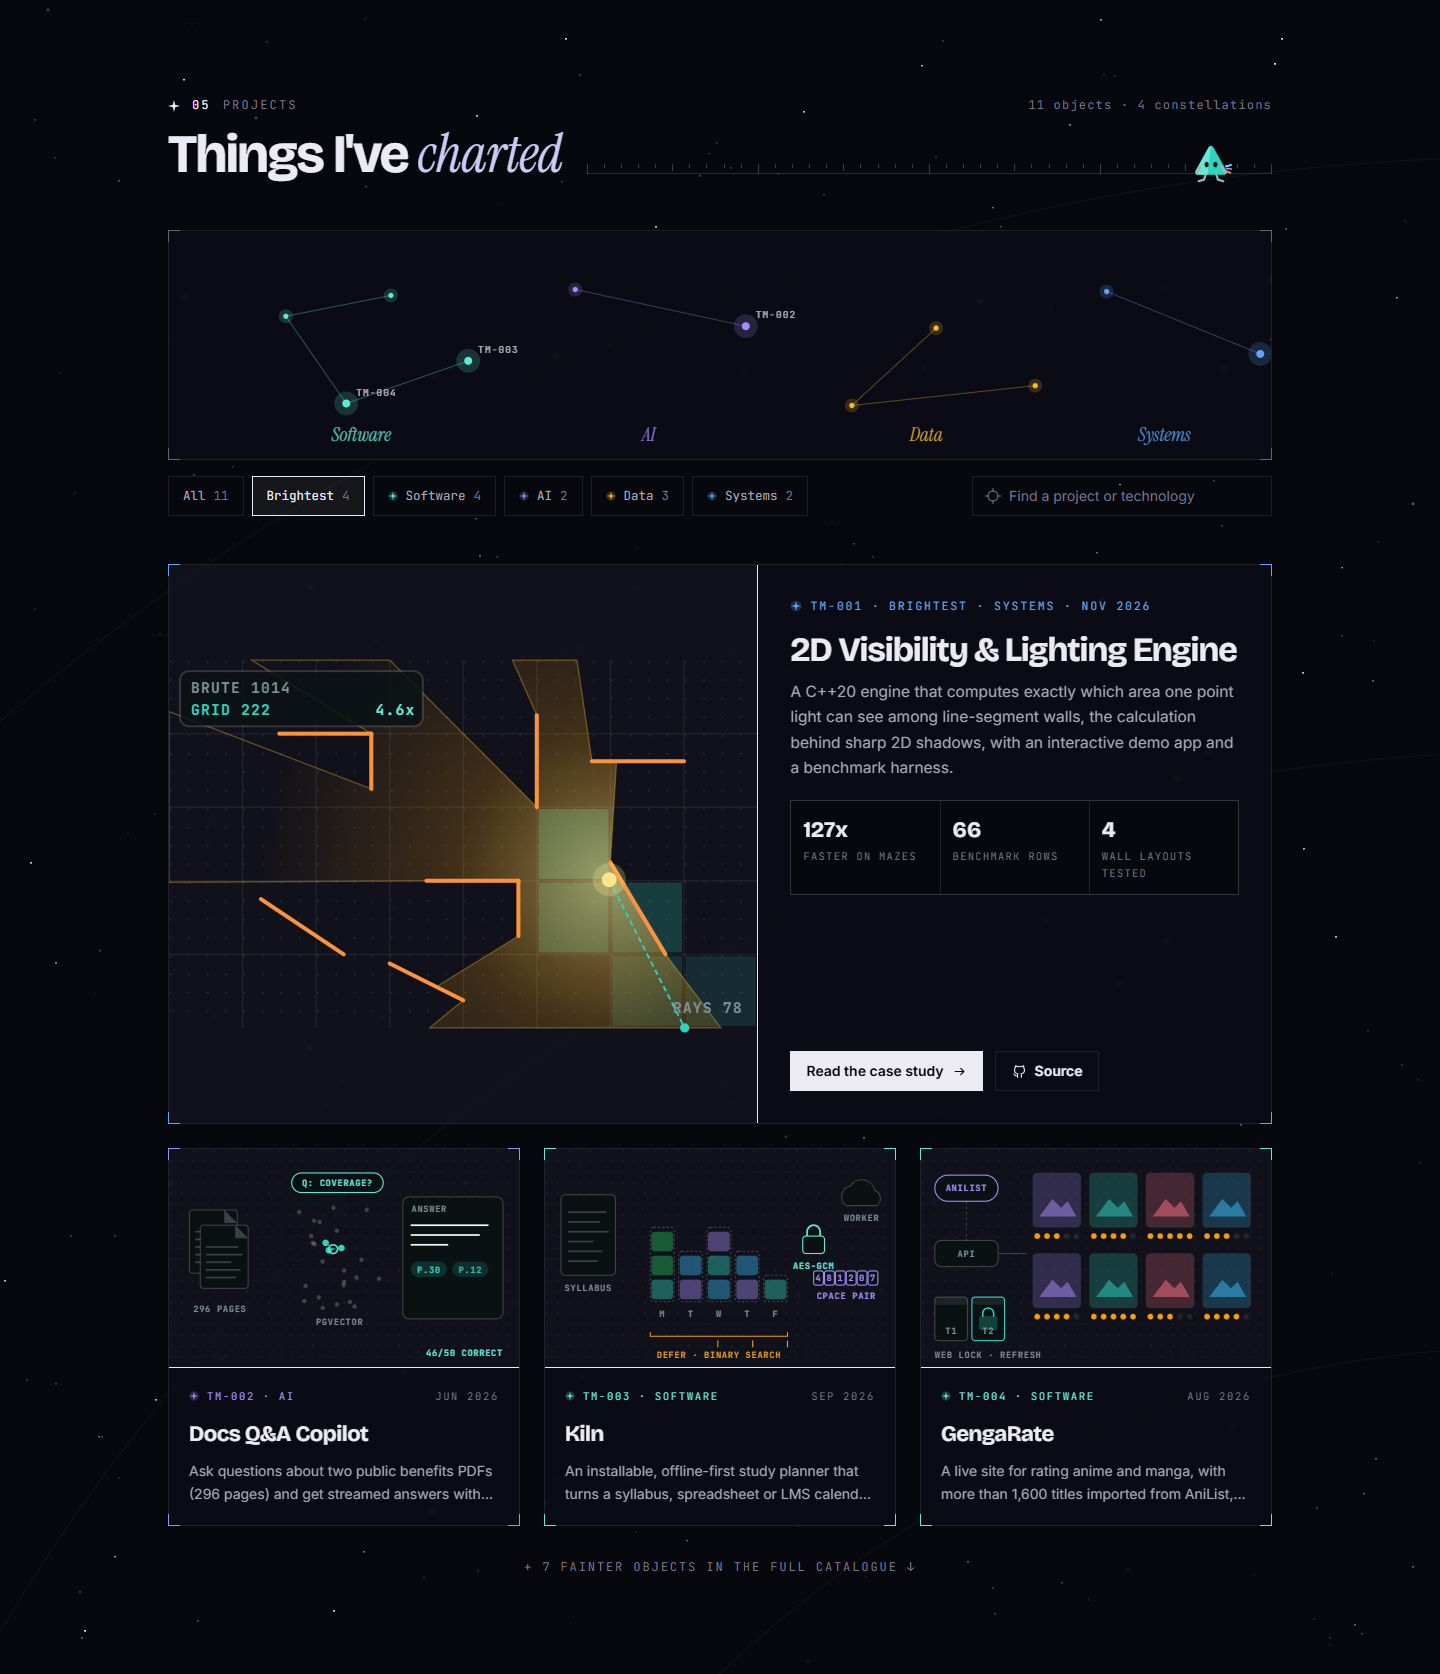 05 PROJECTS
11 objects · 4 constellations
Things I've charted
TM-002
TM-003
TM-004
Software
AI
Data
Systems
All 11
Brightest 4
Software 4
AI 2
Data 3
Systems 2
Find a project or technology
TM-001 · BRIGHTEST · SYSTEMS · NOV 2026
2D Visibility & Lighting Engine
A C++20 engine that computes exactly which area one point
light can see among line-segment walls, the calculation
behind sharp 2D shadows, with an interactive demo app and
a benchmark harness.
BRUTE 1014
GRID 222 4.6x
RAYS 78
127x
FASTER ON MAZES
66
BENCHMARK ROWS
4
WALL LAYOUTS
TESTED
Read the case study →
Source
Q: COVERAGE?
296 PAGES
PGVECTOR
ANSWER
P.30 P.12
46/50 CORRECT
TM-002 · AI
JUN 2026
Docs Q&A Copilot
Ask questions about two public benefits PDFs
(296 pages) and get streamed answers with...
SYLLABUS
M T W T F
DEFER · BINARY SEARCH
WORKER
AES-GCM
481207
CPACE PAIR
TM-003 · SOFTWARE
SEP 2026
Kiln
An installable, offline-first study planner that
turns a syllabus, spreadsheet or LMS calend...
ANILIST
API
T1 T2
WEB LOCK · REFRESH
TM-004 · SOFTWARE
AUG 2026
GengaRate
A live site for rating anime and manga, with
more than 1,600 titles imported from AniList,...
+ 7 FAINTER OBJECTS IN THE FULL CATALOGUE ↓